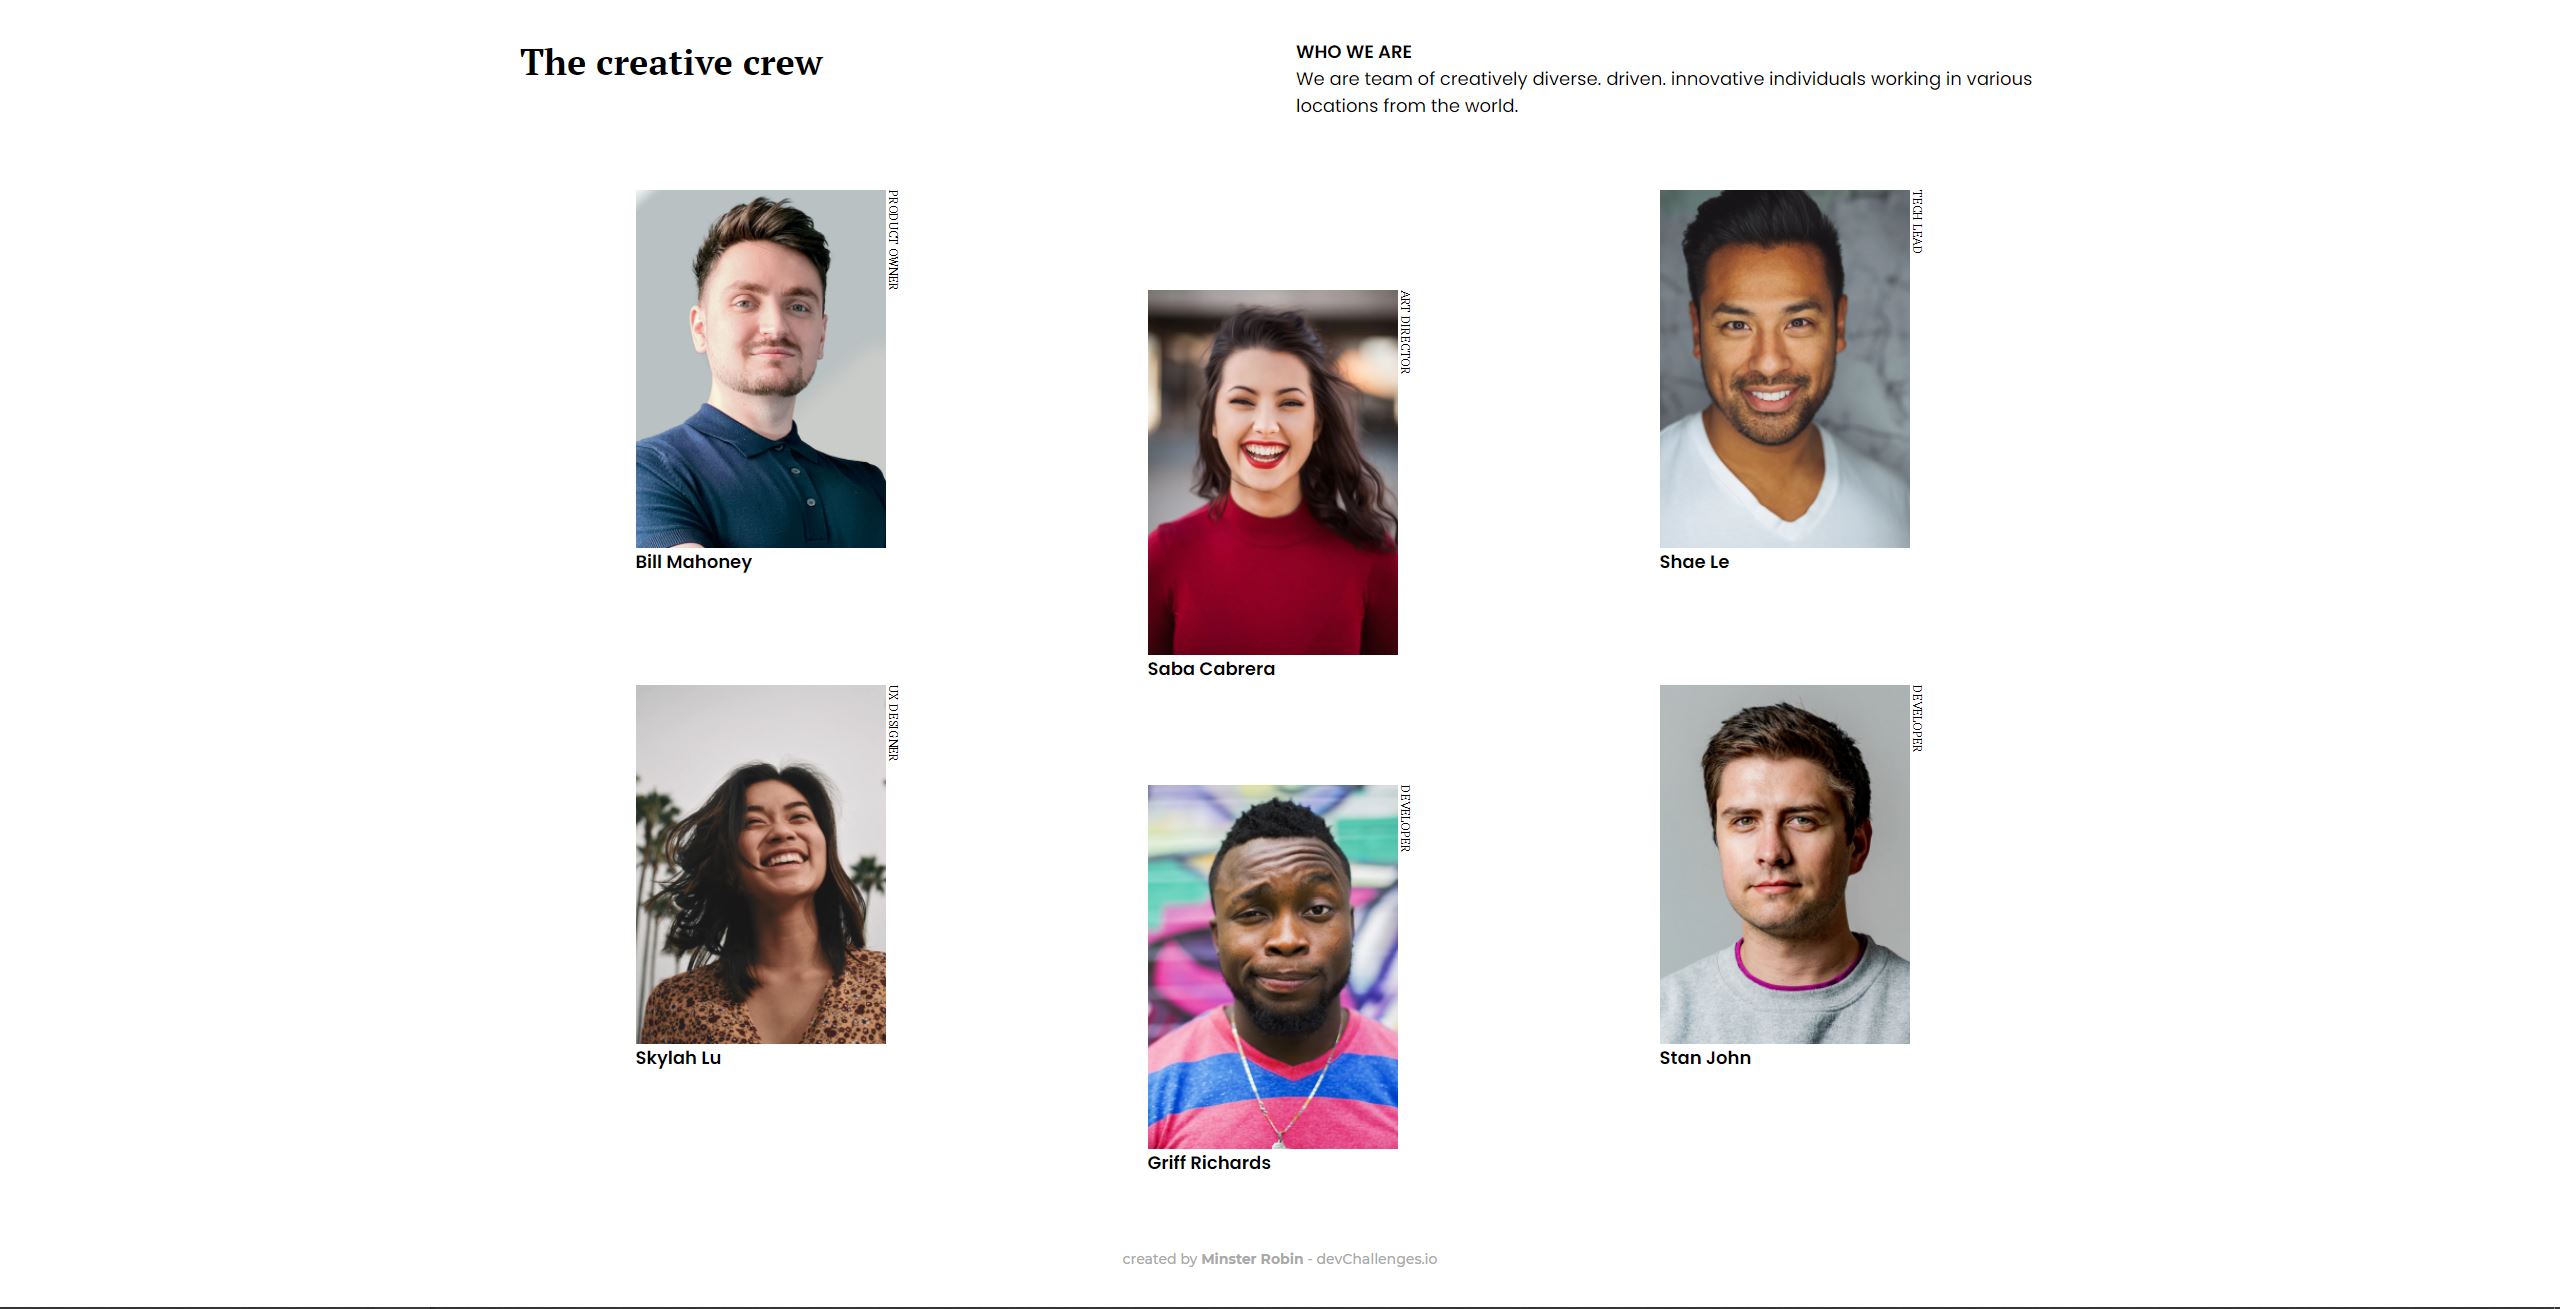 The creative crew
WHO WE ARE
We are team of creatively diverse. driven. innovative individuals working in various
locations from the world.
PRODUCT OWNER
Bill Mahoney
ART DIRECTOR
Saba Cabrera
TECH LEAD
Shae Le
UX DESIGNER
Skylah Lu
DEVELOPER
Griff Richards
DEVELOPER
Stan John
created by Minster Robin - devChallenges.io